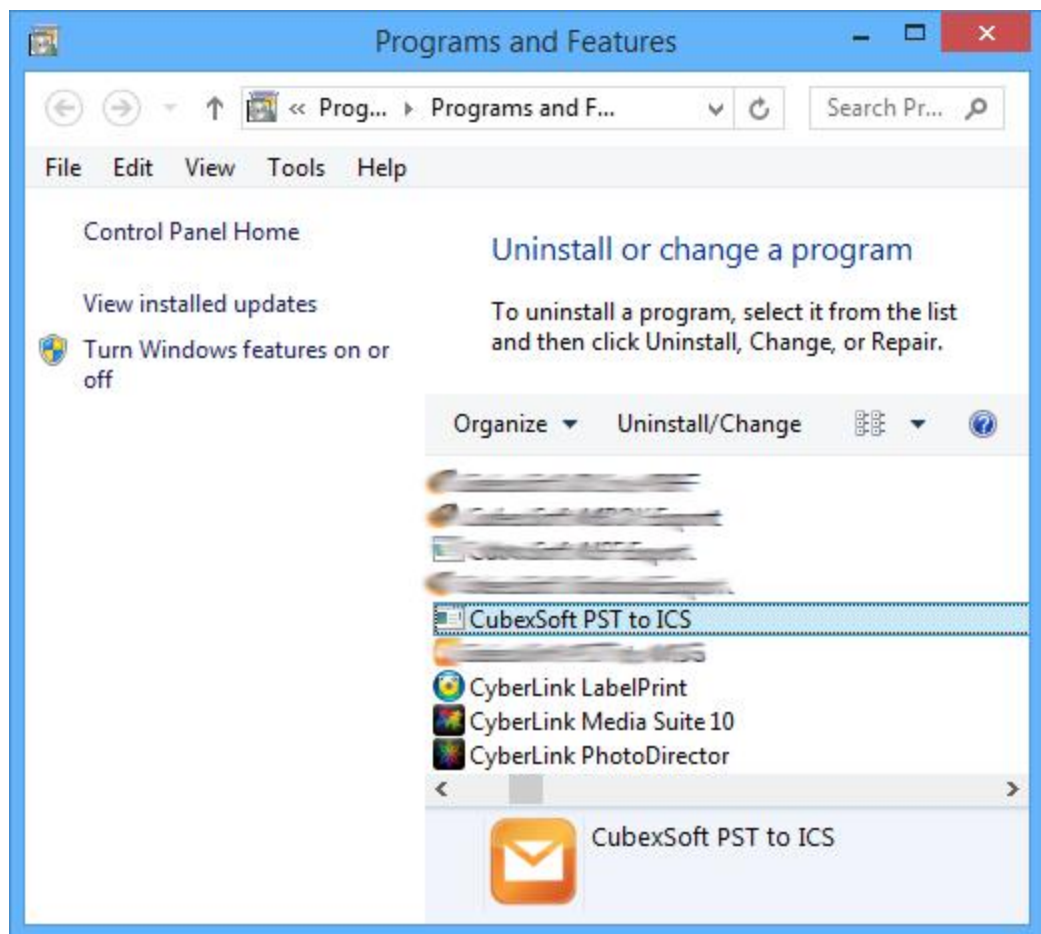 Programs and Features
« Prog... Programs and F... Search Pr...
File Edit View Tools Help
Control Panel Home
View installed updates
Turn Windows features on or
off
Uninstall or change a program
To uninstall a program, select it from the list
and then click Uninstall, Change, or Repair.
Organize Uninstall/Change
CubexSoft PST to ICS
CyberLink LabelPrint
CyberLink Media Suite 10
CyberLink PhotoDirector
CubexSoft PST to ICS